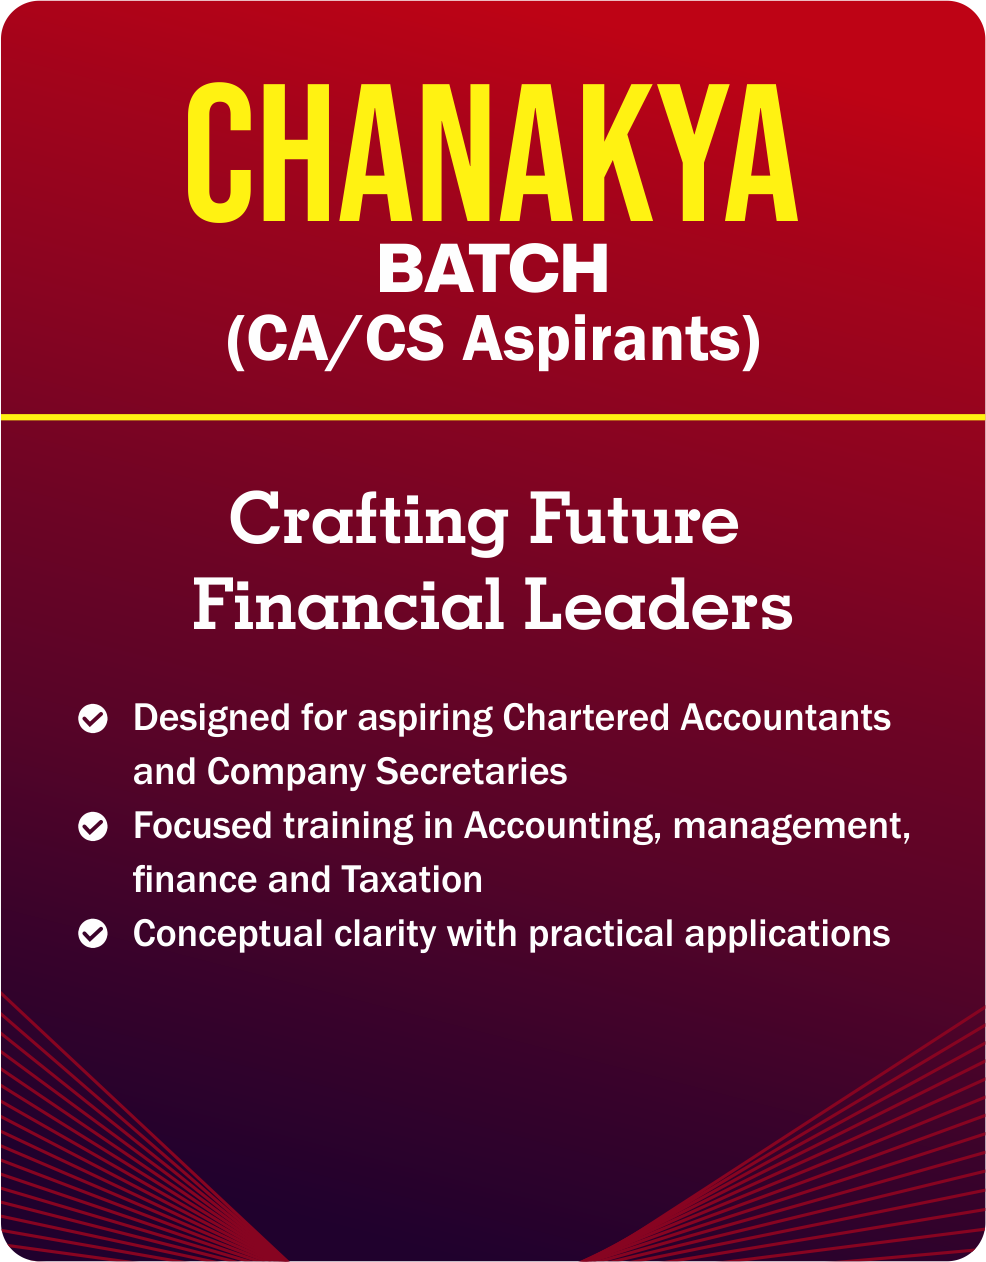 CHANAKYA
BATCH
(CA/CS Aspirants)
Crafting Future
Financial Leaders
Designed for aspiring Chartered Accountants
and Company Secretaries
Focused training in Accounting, management,
finance and Taxation
Conceptual clarity with practical applications